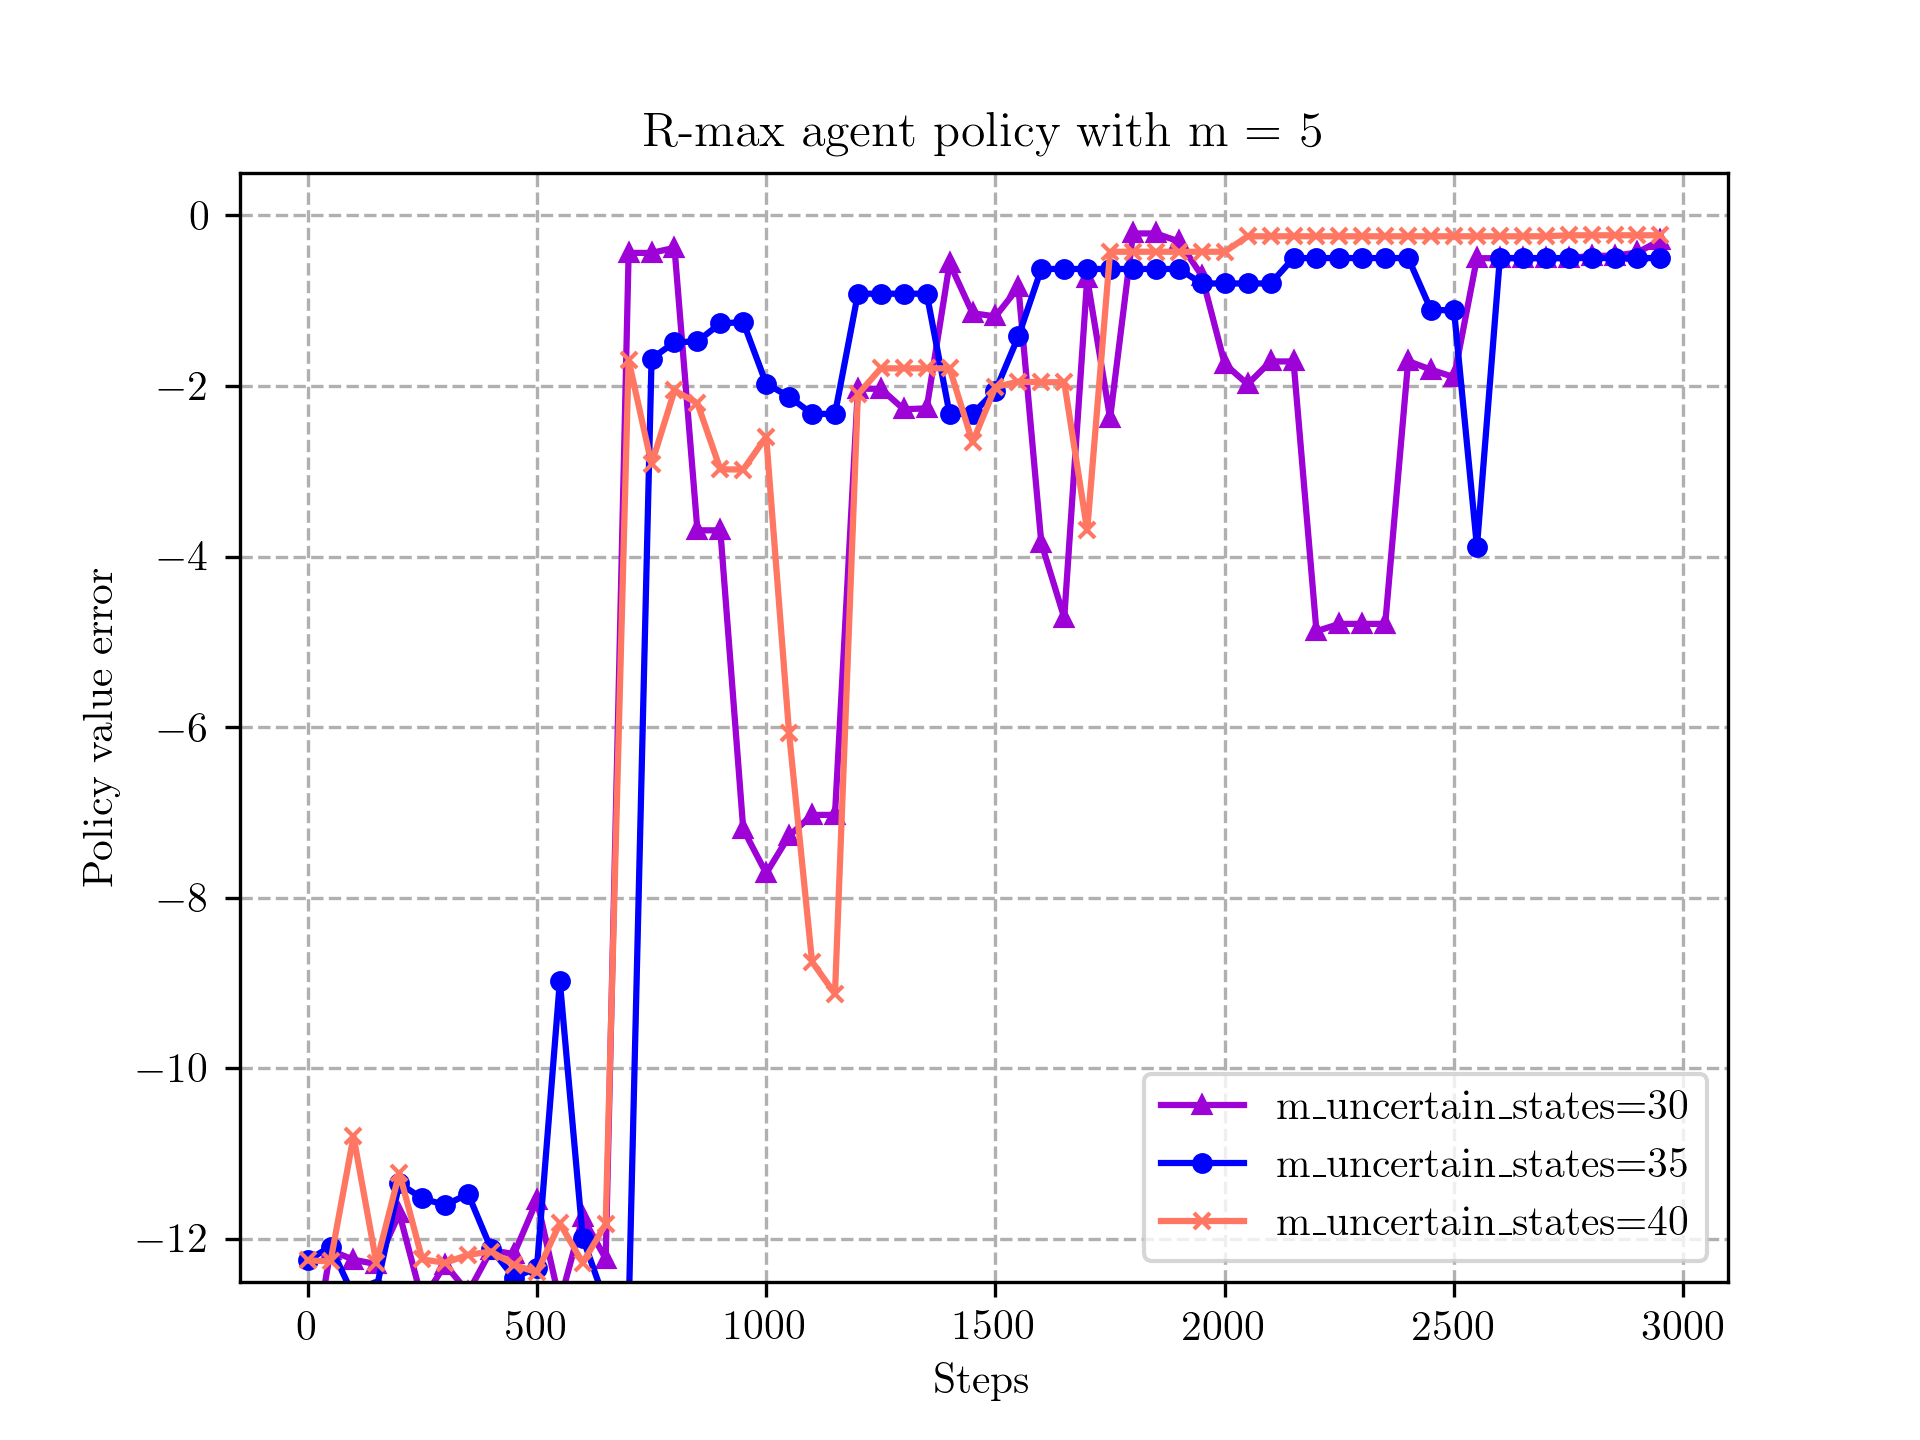 R-max agent policy with m = 5
Policy value error
0
−2
−4
−6
−8
−10
−12
m_uncertain_states=30
m_uncertain_states=35
m_uncertain_states=40
0 500 1000 1500 2000 2500 3000
Steps